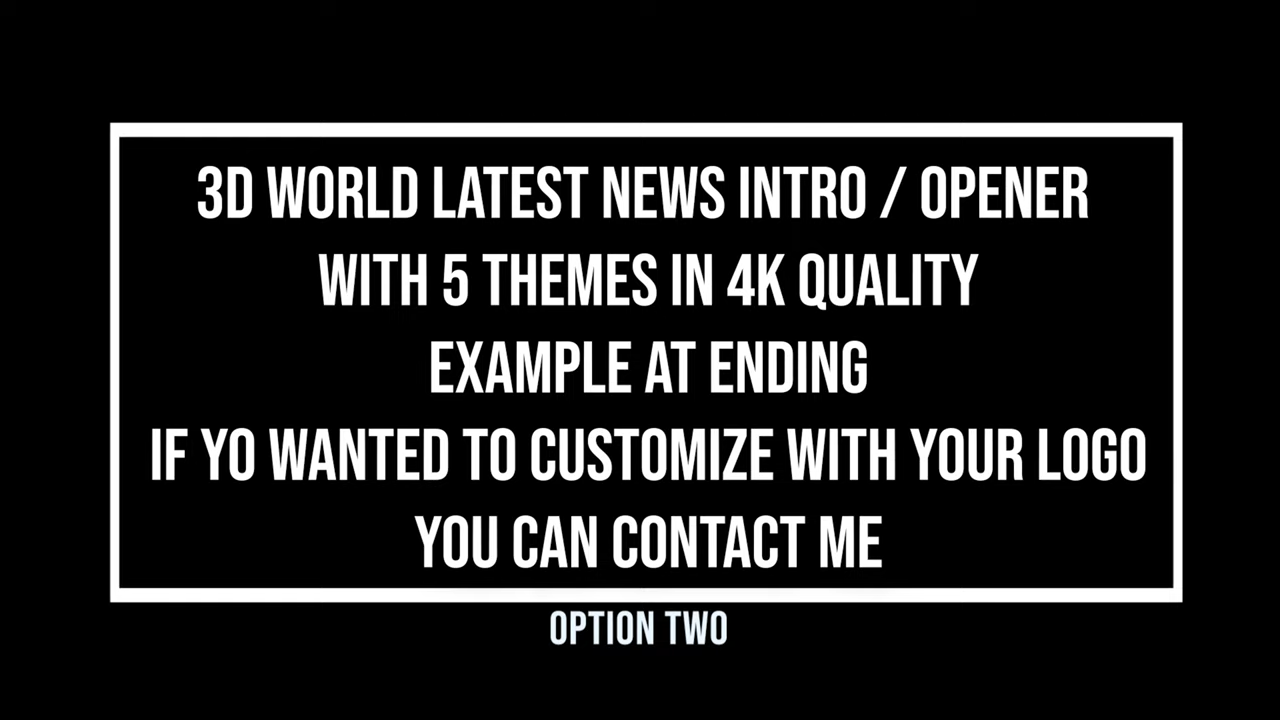 3D WORLD LATEST NEWS INTRO / OPENER
WITH 5 THEMES IN 4K QUALITY
EXAMPLE AT ENDING
IF YO WANTED TO CUSTOMIZE WITH YOUR LOGO
YOU CAN CONTACT ME
OPTION TWO